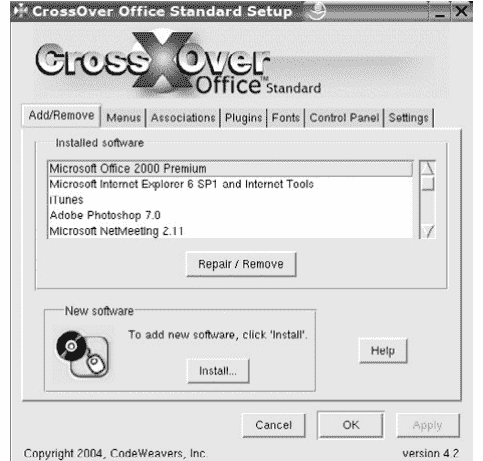 CrossOver Office Standard Setup
CrossOver
Office™ Standard
Add/Remove Menus Associations Plugins Fonts Control Panel Settings
Installed software
Microsoft Office 2000 Premium
Microsoft Internet Explorer 6 SP1 and Internet Tools
iTunes
Adobe Photoshop 7.0
Microsoft NetMeeting 2.11
Repair / Remove
New software
To add new software, click 'Install'.
Install...
Help
Cancel OK Apply
Copyright 2004, CodeWeavers, Inc. version 4.2